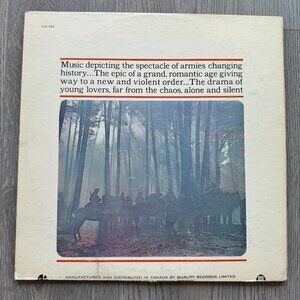 Music depicting the spectacle of armies changing
history...The epic of a grand, romantic age giving
way to a new and violent order...The drama of
young lovers, far from the chaos, alone and silent
MANUFACTURED AND DISTRIBUTED IN CANADA BY QUALITY RECORDS LIMITED